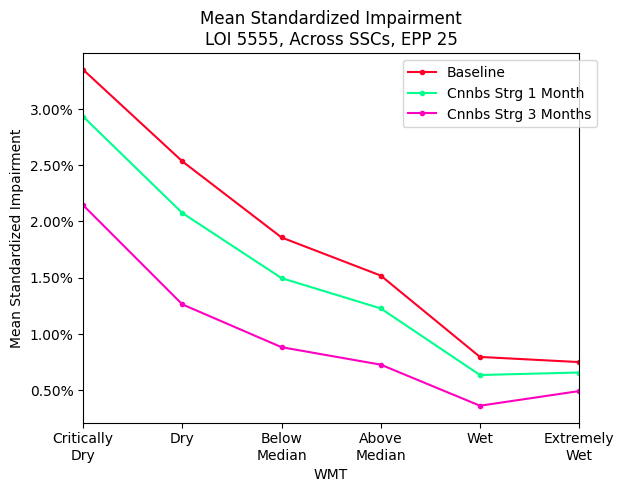 Mean Standardized Impairment
LOI 5555, Across SSCs, EPP 25
Baseline
Cnnbs Strg 1 Month
Cnnbs Strg 3 Months
Mean Standardized Impairment
3.00%
2.50%
2.00%
1.50%
1.00%
0.50%
Critically
Dry
Dry
Below
Median
Above
Median
Wet
Extremely
Wet
WMT